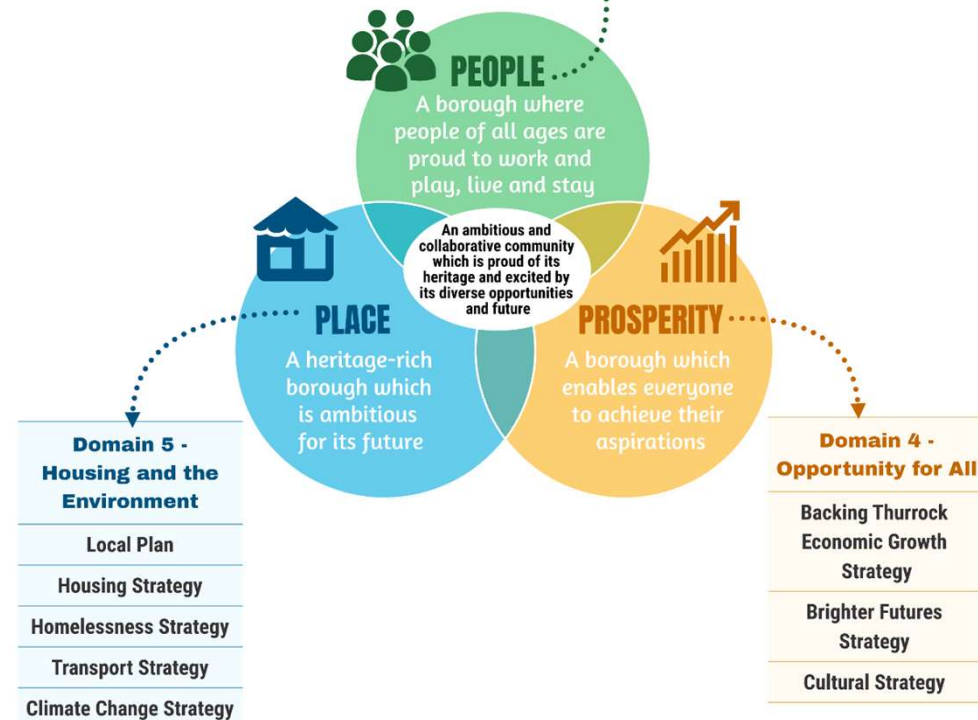 PEOPLE
A borough where
people of all ages are
proud to work and
play, live and stay
An ambitious and
collaborative community
which is proud of its
heritage and excited by
its diverse opportunities
and future
PLACE
A heritage-rich
borough which
is ambitious
for its future
PROSPERITY
A borough which
enables everyone
to achieve their
aspirations
Domain 5 -
Housing and the
Environment
Local Plan
Housing Strategy
Homelessness Strategy
Transport Strategy
Climate Change Strategy
Domain 4 -
Opportunity for All
Backing Thurrock
Economic Growth
Strategy
Brighter Futures
Strategy
Cultural Strategy